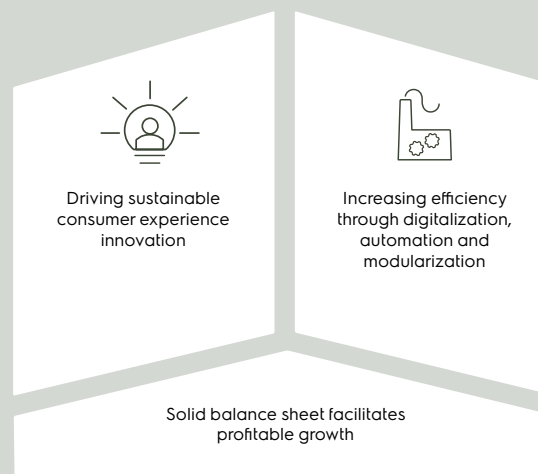 Driving sustainable
consumer experience
innovation
Increasing efficiency
through digitalization,
automation and
modularization
Solid balance sheet facilitates
profitable growth